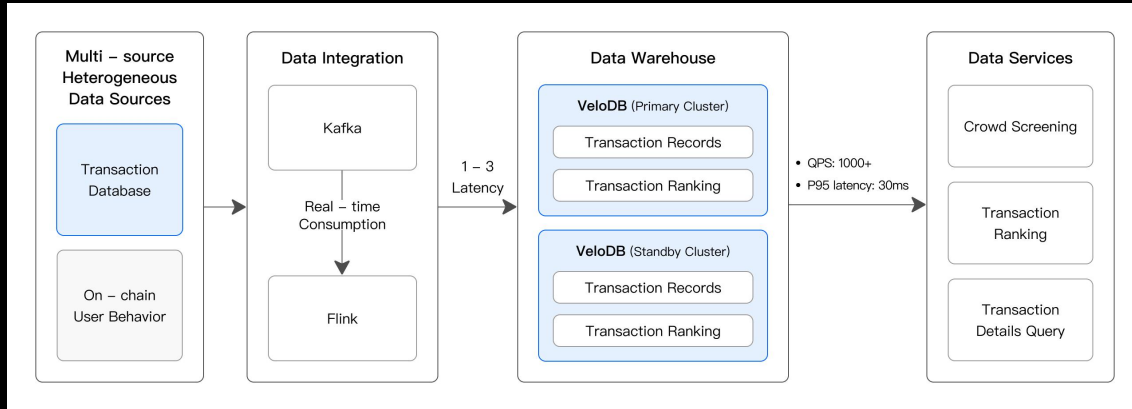 Multi – source
Heterogeneous
Data Sources
Transaction
Database
On – chain
User Behavior
Data Integration
Kafka
Real – time
Consumption
Flink
1 – 3
Latency
Data Warehouse
VeloDB (Primary Cluster)
Transaction Records
Transaction Ranking
VeloDB (Standby Cluster)
Transaction Records
Transaction Ranking
• QPS: 1000+
• P95 latency: 30ms
Data Services
Crowd Screening
Transaction
Ranking
Transaction
Details Query